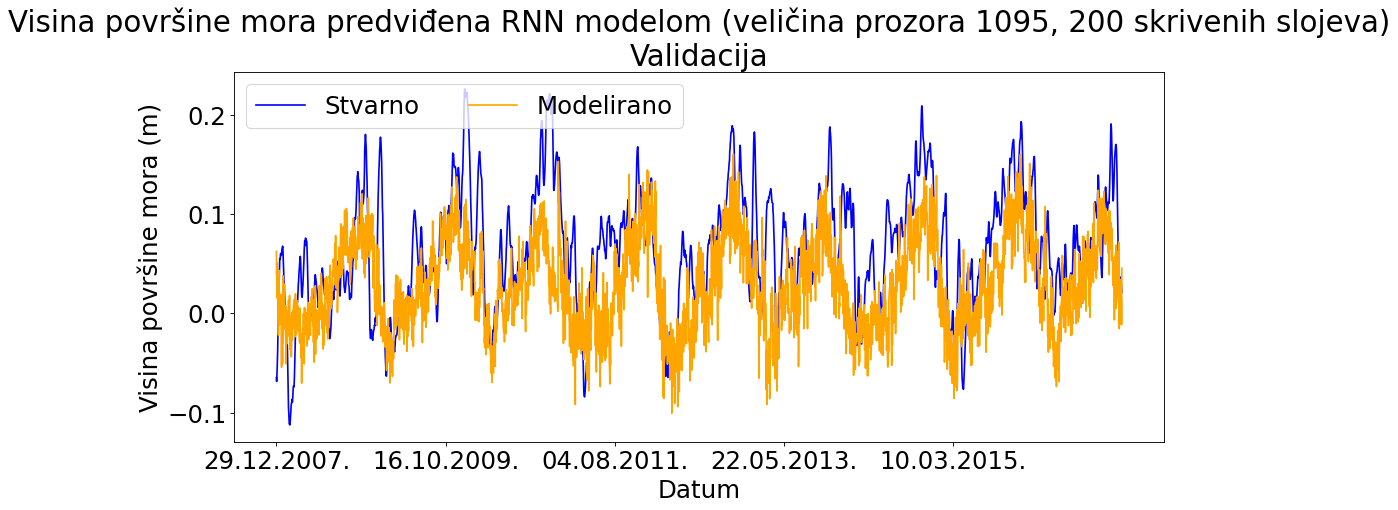 Visina površine mora predviđena RNN modelom (veličina prozora 1095, 200 skrivenih slojeva)
Validacija
Stvarno Modelirano
Visina površine mora (m)
0.2
0.1
0.0
−0.1
29.12.2007. 16.10.2009. 04.08.2011. 22.05.2013. 10.03.2015.
Datum